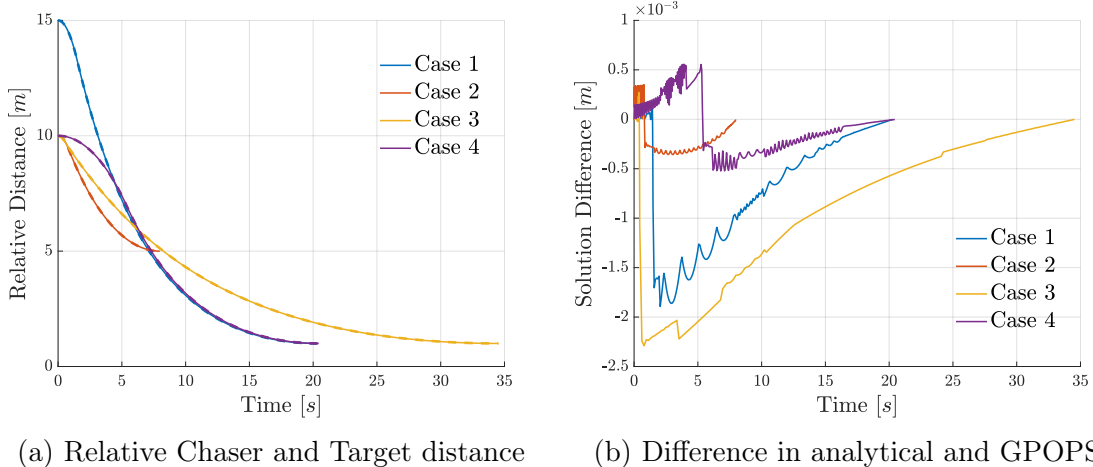 15
10
5
0
Relative Distance [m]
Case 1
Case 2
Case 3
Case 4
0 5 10 15 20 25 30 35
Time [s]
(a) Relative Chaser and Target distance
1 ×10⁻³
0.5
0
-0.5
-1
-1.5
-2
-2.5
Solution Difference [m]
Case 1
Case 2
Case 3
Case 4
0 5 10 15 20 25 30 35
Time [s]
(b) Difference in analytical and GPOPS